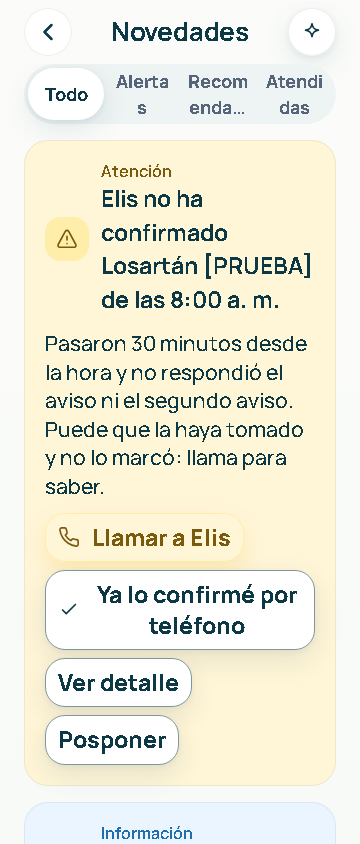 Novedades
Todo
Alerta
s
Recom
enda...
Atendi
das
Atención
Elis no ha
confirmado
Losartán [PRUEBA]
de las 8:00 a. m.
Pasaron 30 minutos desde
la hora y no respondió el
aviso ni el segundo aviso.
Puede que la haya tomado
y no lo marcó: llama para
saber.
Llamar a Elis
Ya lo confirmé por
teléfono
Ver detalle
Posponer
Información